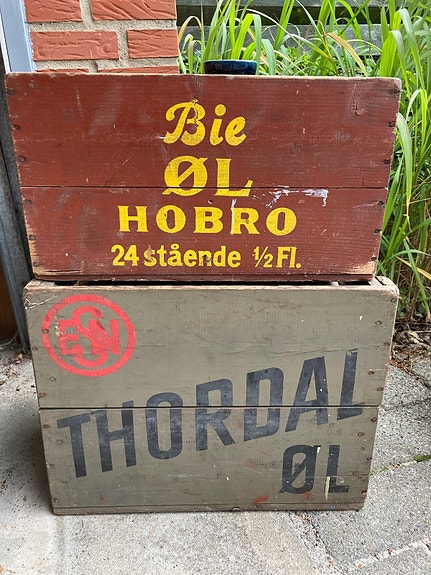 Bie
ØL
HOBRO
24 stående ½ Fl.
THORDAL
ØL